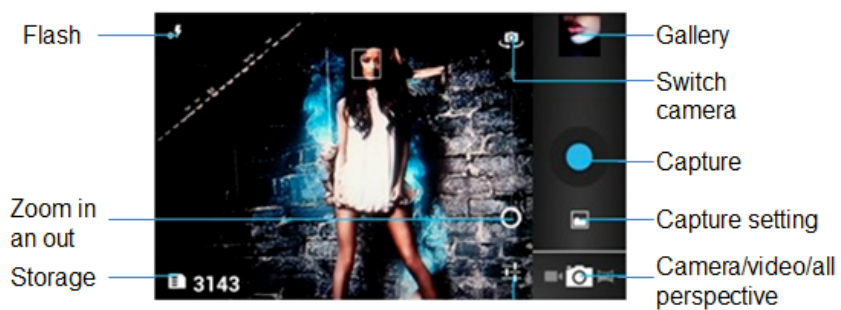 Flash
Gallery
Switch
camera
Capture
Zoom in
an out
Capture setting
Storage
3143
Camera/video/all
perspective